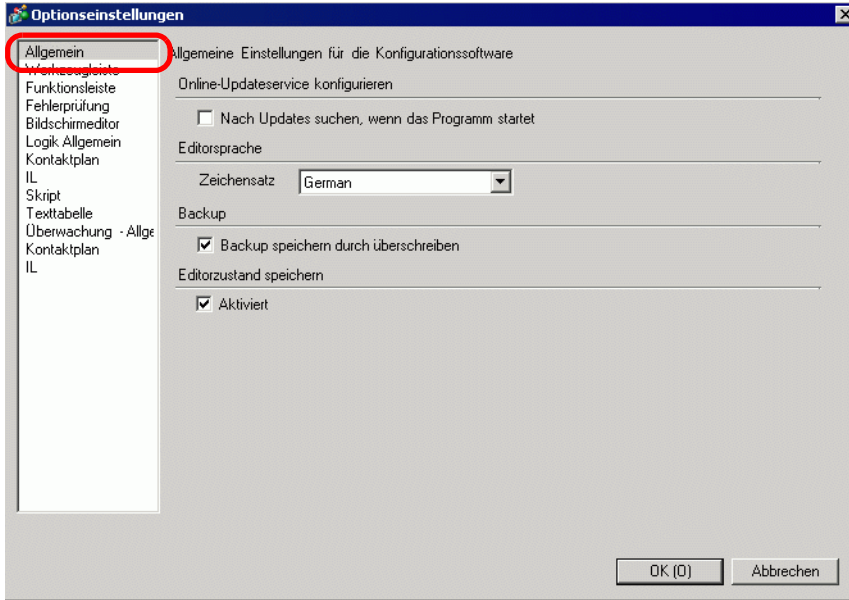 Optionseinstellungen
Allgemein
Werkzeugleiste
Funktionsleiste
Fehlerprüfung
Bildschirmeditor
Logik Allgemein
Kontaktplan
IL
Skript
Texttabelle
Überwachung - Allge
Kontaktplan
IL
Allgemeine Einstellungen für die Konfigurationssoftware
Online-Updateservice konfigurieren
Nach Updates suchen, wenn das Programm startet
Editorsprache
Zeichensatz German
Backup
Backup speichern durch überschreiben
Editorzustand speichern
Aktiviert
OK (O) Abbrechen